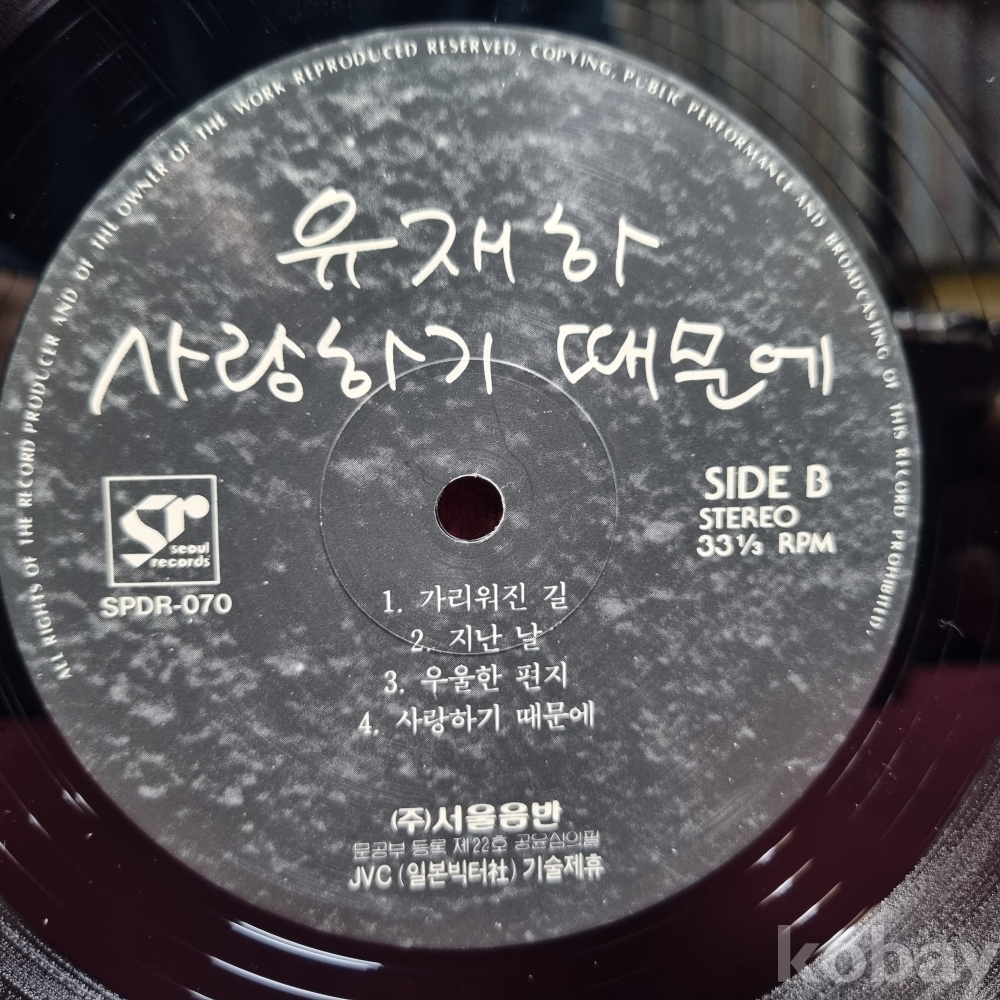 ALL RIGHTS OF THE RECORD PRODUCER AND OF THE OWNER OF THE WORK REPRODUCED RESERVED. COPYING, PUBLIC PERFORMANCE AND BROADCASTING OF THIS RECORD PROHIBITED.
유재하
사랑하기 때문에
SIDE B
STEREO
33⅓ RPM
Sr
seoul
records
SPDR-070
1. 가리워진 길
2. 지난 날
3. 우울한 편지
4. 사랑하기 때문에
(주)서울음반
문공부 등록 제22호 공윤심의필
JVC (일본빅터社) 기술제휴
kobay